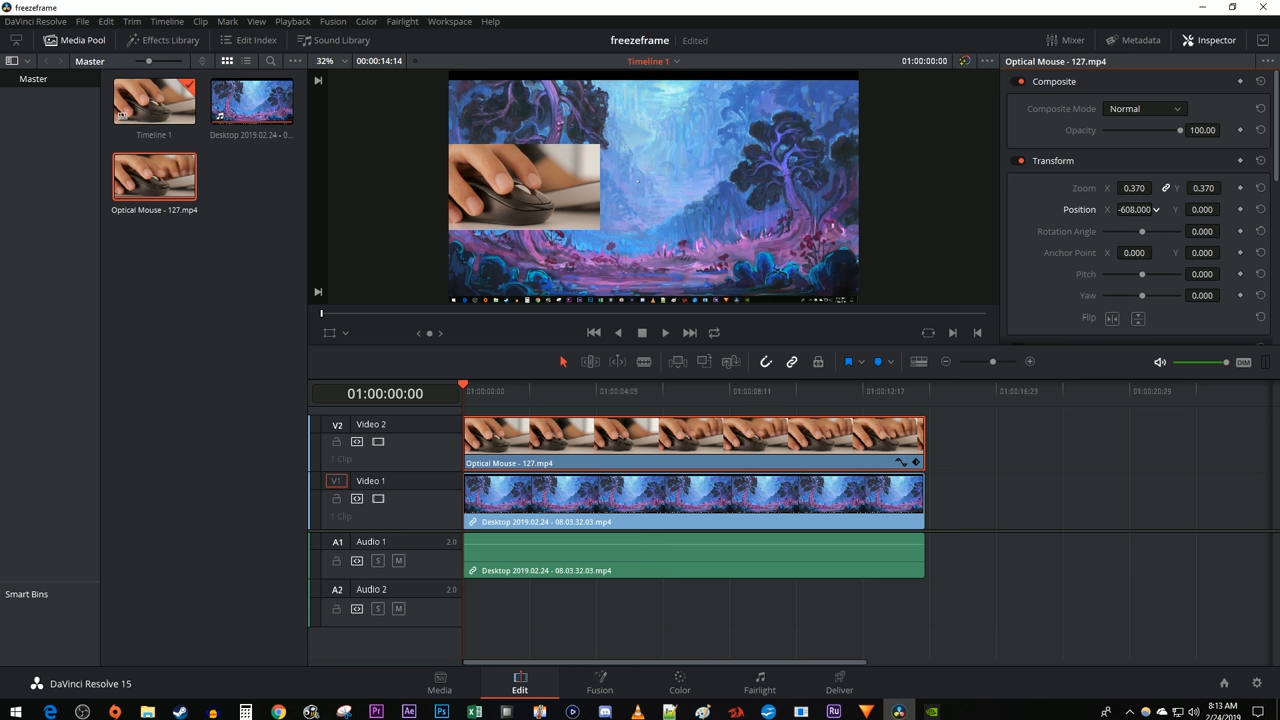 freezeframe
DaVinci Resolve File Edit Trim Timeline Clip Mark View Playback Fusion Color Fairlight Workspace Help
Media Pool Effects Library Edit Index Sound Library freezeframe Edited Mixer Metadata Inspector
Master 32% 00:00:14:14 Timeline 1 01:00:00:00 Optical Mouse - 127.mp4
Master
Composite
Composite Mode Normal
Opacity 100.00
Timeline 1 Desktop 2019.02.24 - 0...
Transform
Zoom X 0.370 Y 0.370
Optical Mouse - 127.mp4 Position X -608.000 Y 0.000
Rotation Angle 0.000
Anchor Point X 0.000 Y 0.000
Pitch 0.000
Yaw 0.000
Flip
DIM
01:00:00:00 01:00:00:00 01:00:04:05 01:00:08:11 01:00:12:17 01:00:16:23 01:00:20:29
V2 Video 2
1 Clip Optical Mouse - 127.mp4
V1 Video 1
1 Clip Desktop 2019.02.24 - 08.03.32.03.mp4
A1 Audio 1 2.0
S M Desktop 2019.02.24 - 08.03.32.03.mp4
A2 Audio 2 2.0
S M
Smart Bins
DaVinci Resolve 15 Media Edit Fusion Color Fairlight Deliver
Pr Ae Ps Ru 8:13 AM